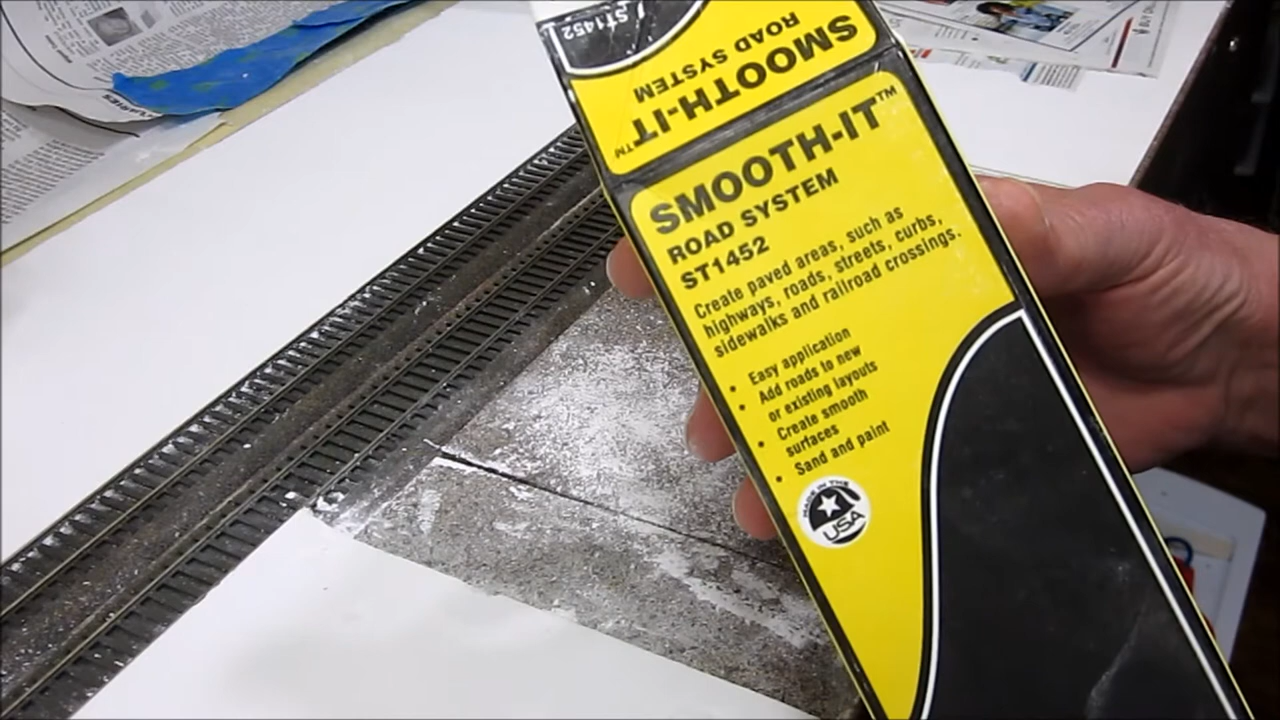 ST1452
SMOOTH-IT™
ROAD SYSTEM
SMOOTH-IT™
ROAD SYSTEM
ST1452
Create paved areas, such as
highways, roads, streets, curbs,
sidewalks and railroad crossings.
• Easy application
• Add roads to new
or existing layouts
• Create smooth
surfaces
• Sand and paint
MADE IN THE
USA